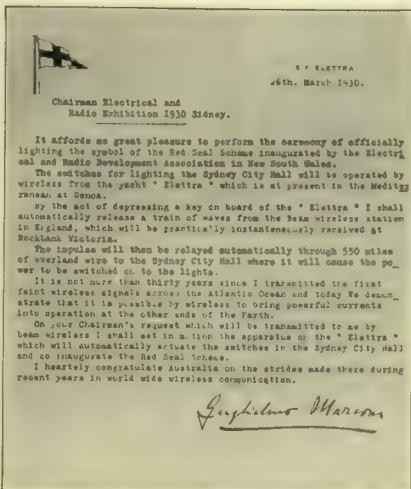 S Y ELETTRA
26th. March 1930.
Chairman Electrical and
Radio Exhibition 1930 Sidney.
It affords me great pleasure to perform the ceremony of officially
lighting the symbol of the Red Seal Scheme inaugurated by the Electri
cal and Radio Development Association in New South Wales.
The switches for lighting the Sydney City Hall will be operated by
wireless from the yacht " Elettra " which is at present in the Mediter
ranean at Genoa.
By the act of depressing a key on board of the " Elettra " I shall
automatically release a train of waves from the Beam wireless station
in England, which will be practically instantaneously received at
Rockbank Victoria.
The impulse will then be relayed automatically through 550 miles
of overland wire to the Sydney City Hall where it will cause the po_
wer to be switched on to the lights.
It is not more than thirty years since I transmitted the first
faint wireless signals across the Atlantic Ocean and today We demon_
strate that it is possible by wireless to bring powerful currents
into operation at the other ends of the Earth.
On your Chairman's request which will be transmitted to me by
beam wireless I shall set in motion the apparatus on the " Elettra "
which will automatically actuate the switches in the Sydney City Hall
and so inaugurate the Red Seal Scheme.
I heartely congratulate Australia on the strides made there during
recent years in world wide wireless communication.
Guglielmo Marconi